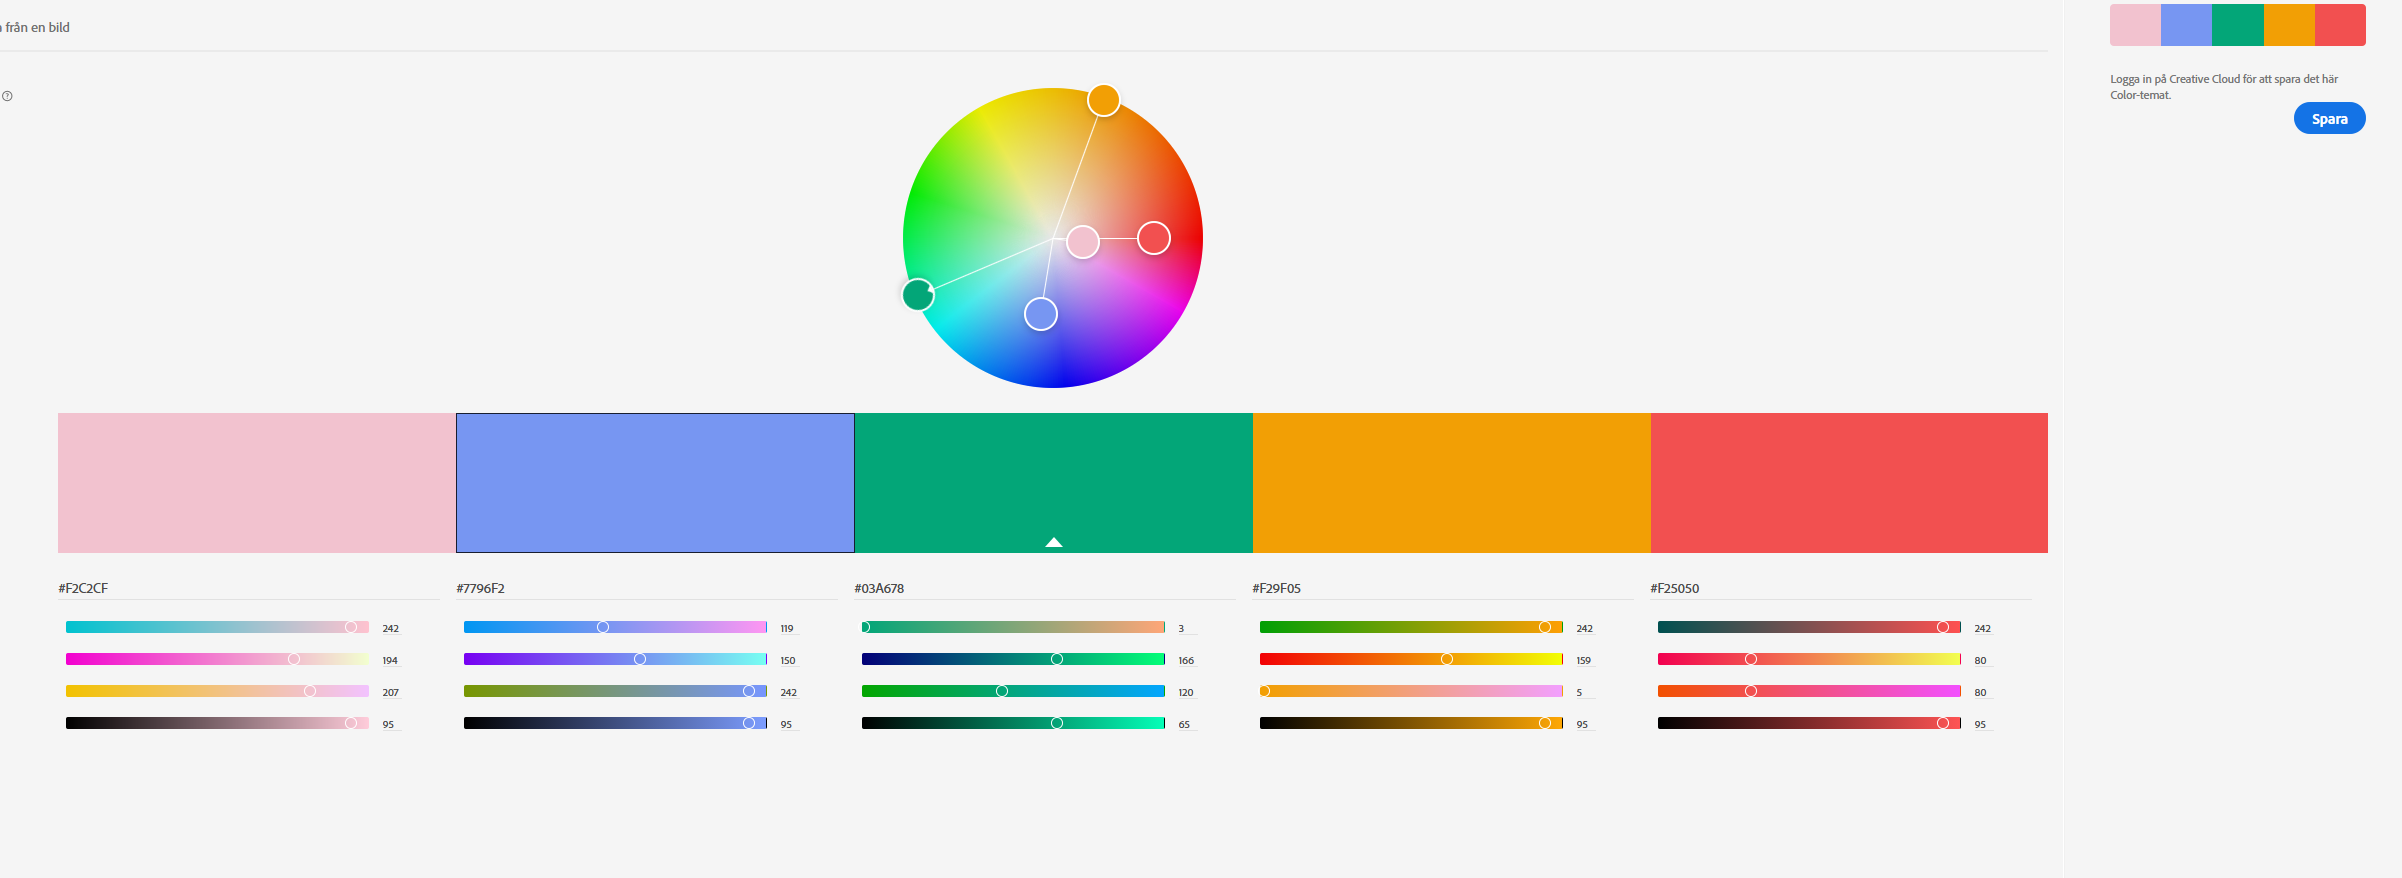 från en bild
Logga in på Creative Cloud för att spara det här
Color-temat.
Spara
#F2C2CF
#7796F2
#03A678
#F29F05
#F25050
242
119
3
242
242
194
150
166
159
80
207
242
120
5
80
95
95
65
95
95